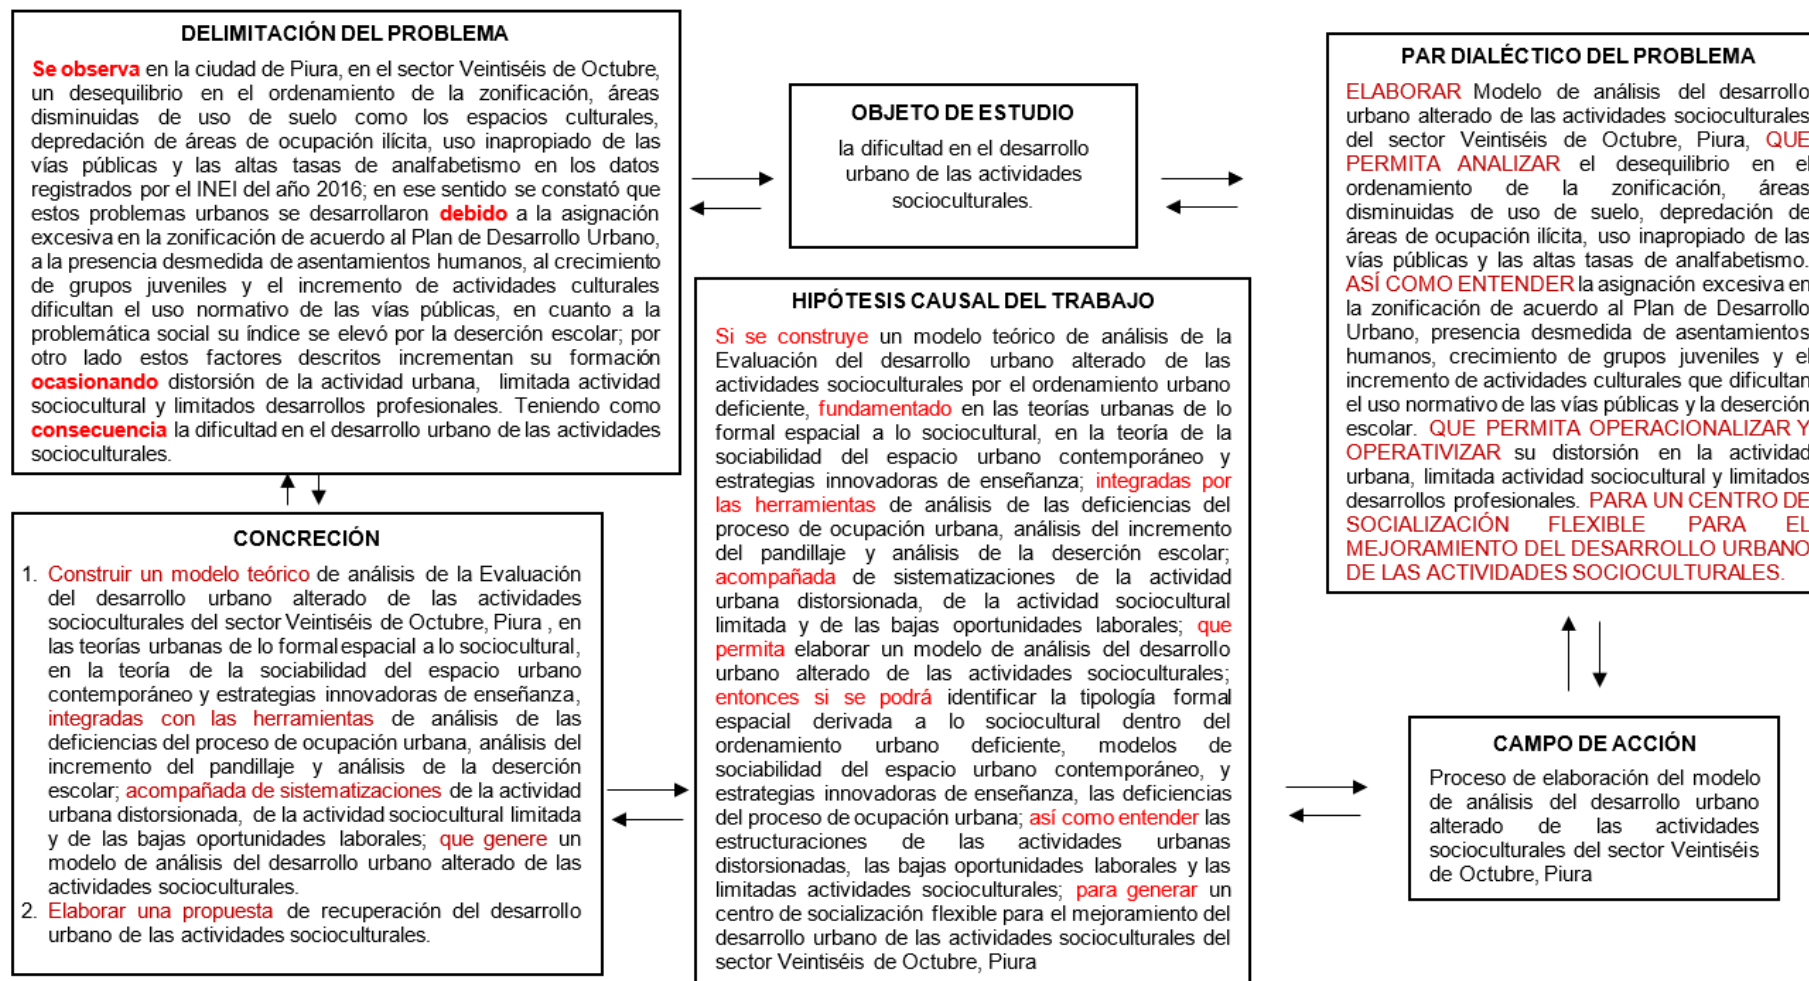 DELIMITACIÓN DEL PROBLEMA
Se observa en la ciudad de Piura, en el sector Veintiséis de Octubre,
un desequilibrio en el ordenamiento de la zonificación, áreas
disminuidas de uso de suelo como los espacios culturales,
depredación de áreas de ocupación ilícita, uso inapropiado de las
vías públicas y las altas tasas de analfabetismo en los datos
registrados por el INEI del año 2016; en ese sentido se constató que
estos problemas urbanos se desarrollaron debido a la asignación
excesiva en la zonificación de acuerdo al Plan de Desarrollo Urbano,
a la presencia desmedida de asentamientos humanos, al crecimiento
de grupos juveniles y el incremento de actividades culturales
dificultan el uso normativo de las vías públicas, en cuanto a la
problemática social su índice se elevó por la deserción escolar; por
otro lado estos factores descritos incrementan su formación
ocasionando distorsión de la actividad urbana, limitada actividad
sociocultural y limitados desarrollos profesionales. Teniendo como
consecuencia la dificultad en el desarrollo urbano de las actividades
socioculturales.
OBJETO DE ESTUDIO
la dificultad en el desarrollo
urbano de las actividades
socioculturales.
PAR DIALÉCTICO DEL PROBLEMA
ELABORAR Modelo de análisis del desarrollo
urbano alterado de las actividades socioculturales
del sector Veintiséis de Octubre, Piura, QUE
PERMITA ANALIZAR el desequilibrio en el
ordenamiento de la zonificación, áreas
disminuidas de uso de suelo, depredación de
áreas de ocupación ilícita, uso inapropiado de las
vías públicas y las altas tasas de analfabetismo.
ASÍ COMO ENTENDER la asignación excesiva en
la zonificación de acuerdo al Plan de Desarrollo
Urbano, presencia desmedida de asentamientos
humanos, crecimiento de grupos juveniles y el
incremento de actividades culturales que dificultan
el uso normativo de las vías públicas y la deserción
escolar. QUE PERMITA OPERACIONALIZAR Y
OPERATIVIZAR su distorsión en la actividad
urbana, limitada actividad sociocultural y limitados
desarrollos profesionales. PARA UN CENTRO DE
SOCIALIZACIÓN FLEXIBLE PARA EL
MEJORAMIENTO DEL DESARROLLO URBANO
DE LAS ACTIVIDADES SOCIOCULTURALES.
CONCRECIÓN
1. Construir un modelo teórico de análisis de la Evaluación
del desarrollo urbano alterado de las actividades
socioculturales del sector Veintiséis de Octubre, Piura , en
las teorías urbanas de lo formal espacial a lo sociocultural,
en la teoría de la sociabilidad del espacio urbano
contemporáneo y estrategias innovadoras de enseñanza,
integradas con las herramientas de análisis de las
deficiencias del proceso de ocupación urbana, análisis del
incremento del pandillaje y análisis de la deserción
escolar; acompañada de sistematizaciones de la actividad
urbana distorsionada, de la actividad sociocultural limitada
y de las bajas oportunidades laborales; que genere un
modelo de análisis del desarrollo urbano alterado de las
actividades socioculturales.
2. Elaborar una propuesta de recuperación del desarrollo
urbano de las actividades socioculturales.
HIPÓTESIS CAUSAL DEL TRABAJO
Si se construye un modelo teórico de análisis de la
Evaluación del desarrollo urbano alterado de las
actividades socioculturales por el ordenamiento urbano
deficiente, fundamentado en las teorías urbanas de lo
formal espacial a lo sociocultural, en la teoría de la
sociabilidad del espacio urbano contemporáneo y
estrategias innovadoras de enseñanza; integradas por
las herramientas de análisis de las deficiencias del
proceso de ocupación urbana, análisis del incremento
del pandillaje y análisis de la deserción escolar;
acompañada de sistematizaciones de la actividad
urbana distorsionada, de la actividad sociocultural
limitada y de las bajas oportunidades laborales; que
permita elaborar un modelo de análisis del desarrollo
urbano alterado de las actividades socioculturales;
entonces si se podrá identificar la tipología formal
espacial derivada a lo sociocultural dentro del
ordenamiento urbano deficiente, modelos de
sociabilidad del espacio urbano contemporáneo, y
estrategias innovadoras de enseñanza, las deficiencias
del proceso de ocupación urbana; así como entender las
estructuraciones de las actividades urbanas
distorsionadas, las bajas oportunidades laborales y las
limitadas actividades socioculturales; para generar un
centro de socialización flexible para el mejoramiento del
desarrollo urbano de las actividades socioculturales del
sector Veintiséis de Octubre, Piura
CAMPO DE ACCIÓN
Proceso de elaboración del modelo
de análisis del desarrollo urbano
alterado de las actividades
socioculturales del sector Veintiséis
de Octubre, Piura